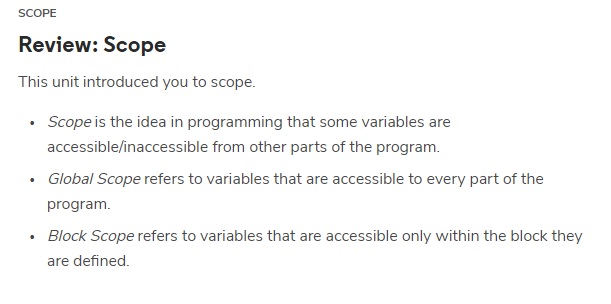 SCOPE
Review: Scope
This unit introduced you to scope.
• Scope is the idea in programming that some variables are
accessible/inaccessible from other parts of the program.
• Global Scope refers to variables that are accessible to every part of the
program.
• Block Scope refers to variables that are accessible only within the block they
are defined.